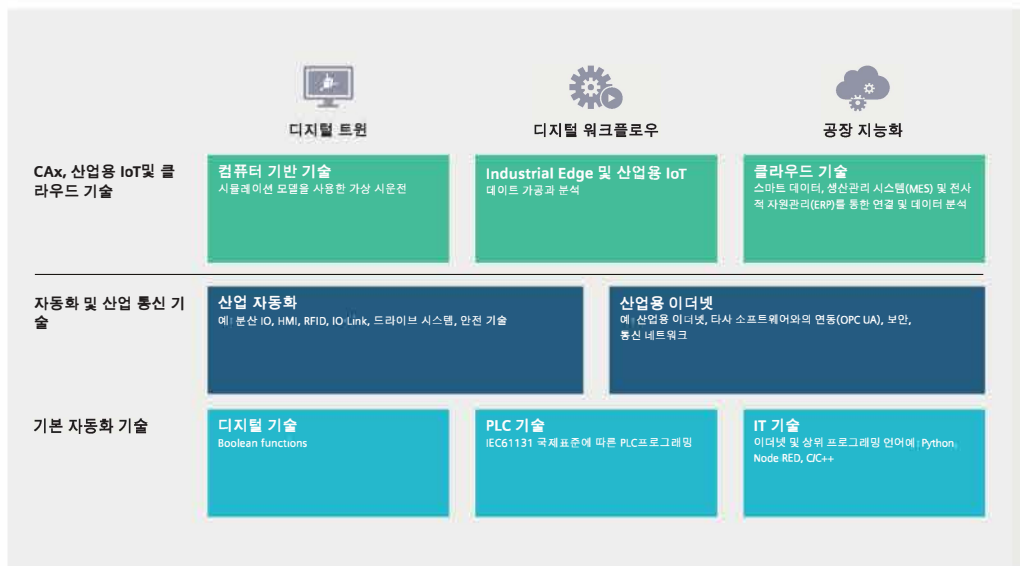 디지털 트윈
디지털 워크플로우
공장 지능화
CAx, 산업용 IoT및 클
라우드 기술
컴퓨터 기반 기술
시뮬레이션 모델을 사용한 가상 시운전
Industrial Edge 및 산업용 IoT
데이트 가공과 분석
클라우드 기술
스마트 데이터, 생산관리 시스템(MES) 및 전사
적 자원관리(ERP)를 통한 연결 및 데이터 분석
자동화 및 산업 통신 기
술
산업 자동화
예: 분산 IO, HMI, RFID, IO-Link, 드라이브 시스템, 안전 기술
산업용 이더넷
예: 산업용 이더넷, 타사 소프트웨어와의 연동(OPC UA), 보안,
통신 네트워크
기본 자동화 기술
디지털 기술
Boolean functions
PLC 기술
IEC61131 국제표준에 따른 PLC프로그래밍
IT 기술
이더넷 및 상위 프로그래밍 언어예: Python,
Node RED, C/C++